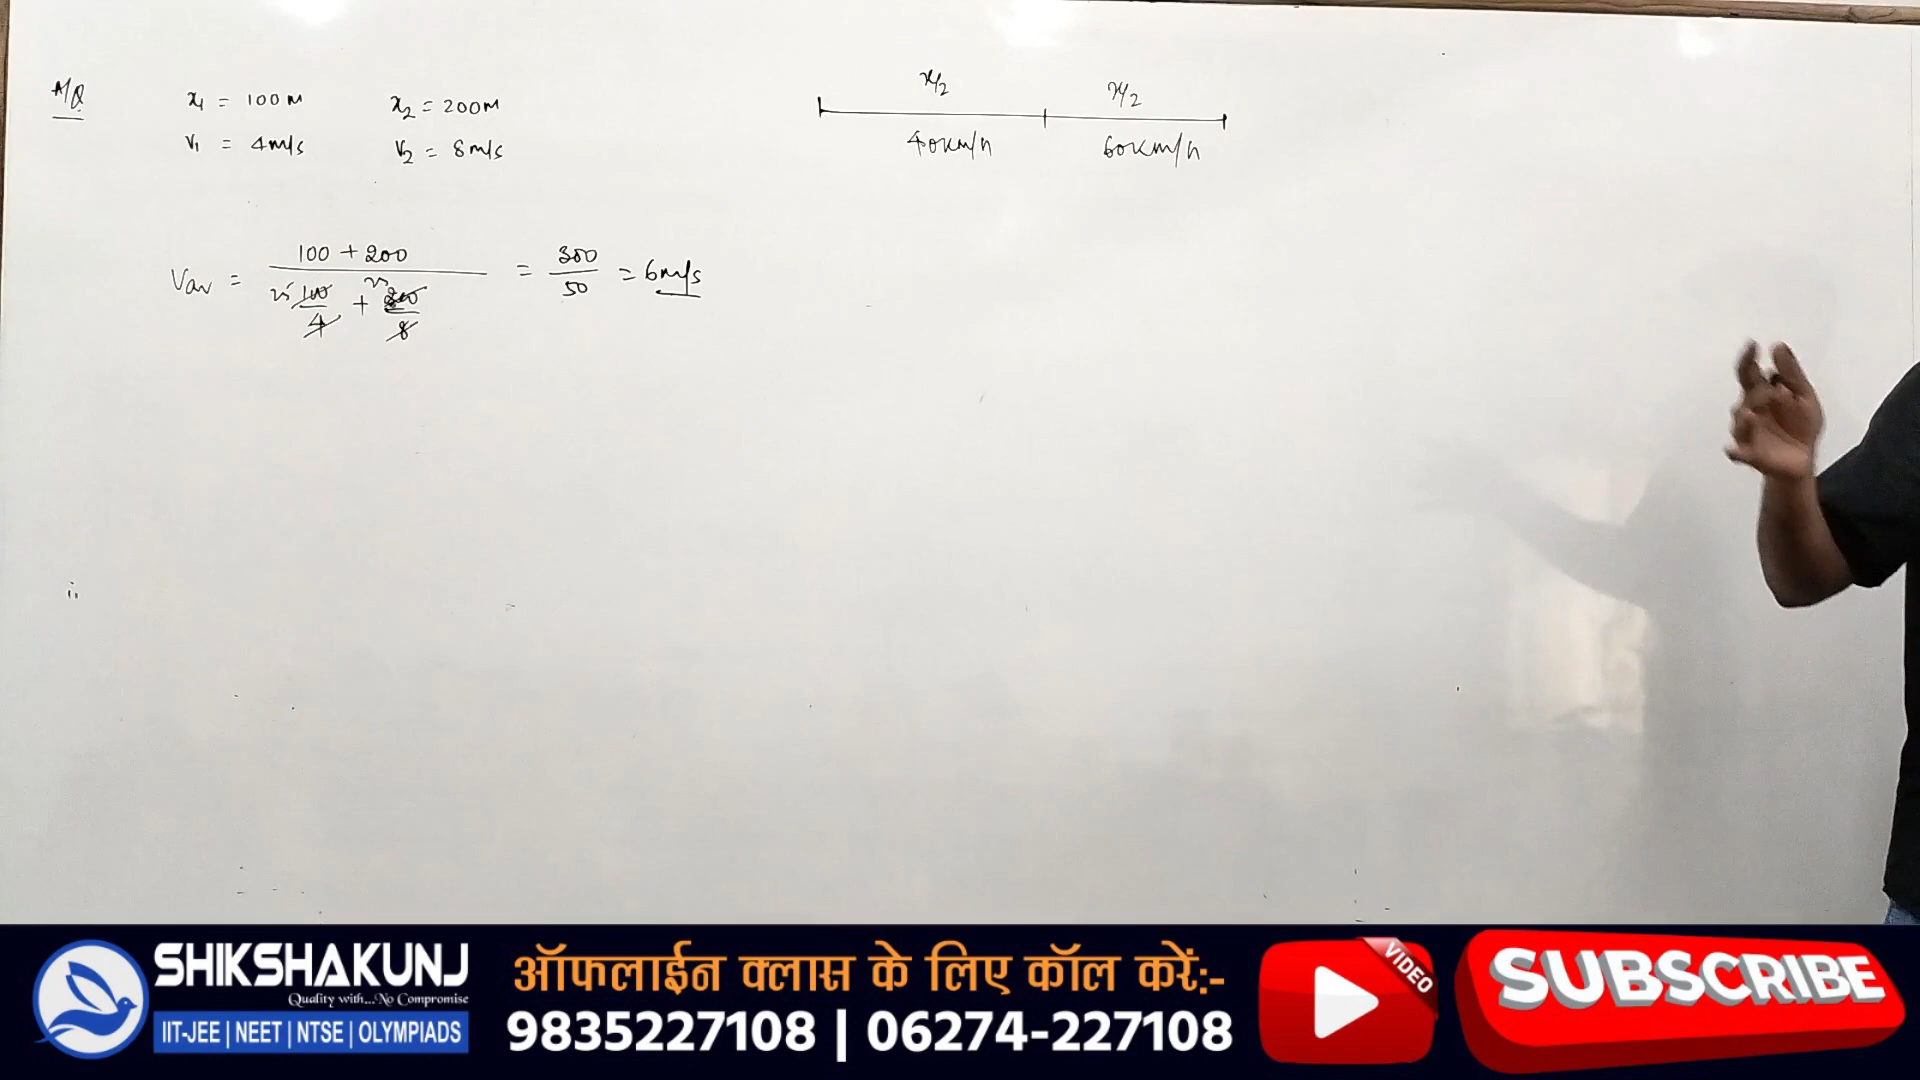 A/Q
x₁ = 100 M x₂ = 200M
v₁ = 4m/s v₂ = 8m/s
x/2 x/2
40km/h 60km/h
Vav = (100 + 200) / (25 100/4 + 25 200/8) = 300/50 = 6m/s
i.
SHIKSHAKUNJ
Quality with...No Compromise
IIT-JEE | NEET | NTSE | OLYMPIADS
ऑफलाईन क्लास के लिए कॉल करें:-
9835227108 | 06274-227108
VIDEO
SUBSCRIBE